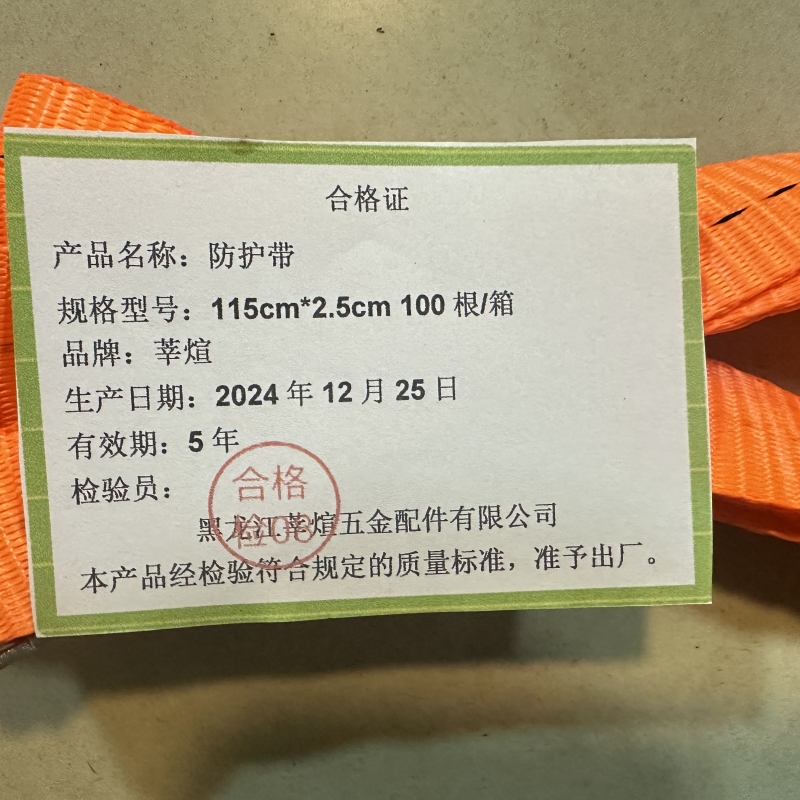 合格证
产品名称：防护带
规格型号：115cm*2.5cm 100 根/箱
品牌：莘煊
生产日期：2024 年 12 月 25 日
有效期：5 年
检验员：
合格
检08
黑龙江莘煊五金配件有限公司
本产品经检验符合规定的质量标准，准予出厂。